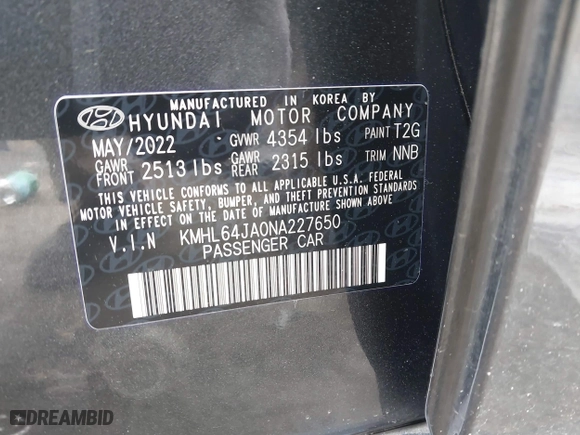 MANUFACTURED IN KOREA BY
HYUNDAI MOTOR COMPANY
MAY/2022 GVWR 4354 lbs PAINT T2G
GAWR FRONT 2513 lbs GAWR REAR 2315 lbs TRIM NNB
THIS VEHICLE CONFORMS TO ALL APPLICABLE U.S.A. FEDERAL
MOTOR VEHICLE SAFETY, BUMPER, AND THEFT PREVENTION STANDARDS
IN EFFECT ON THE DATE OF MANUFACTURE SHOWN ABOVE.
V.I.N KMHL64JA0NA227650
PASSENGER CAR
DREAMBID